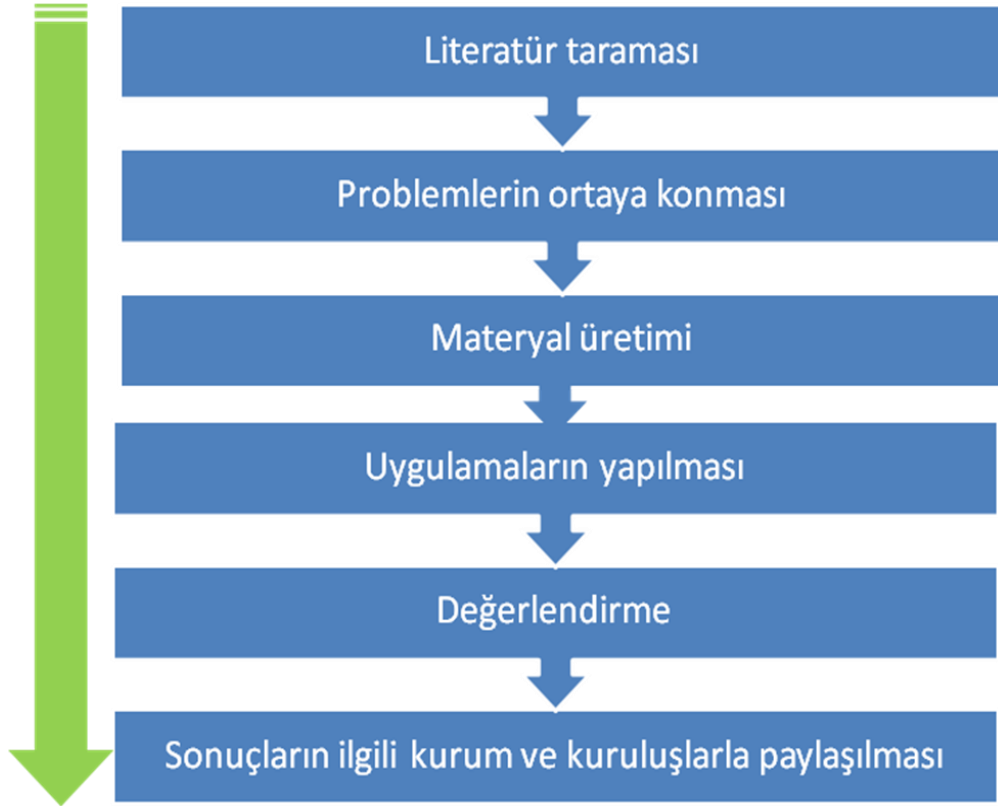 Literatür taraması
Problemlerin ortaya konması
Materyal üretimi
Uygulamaların yapılması
Değerlendirme
Sonuçların ilgili kurum ve kuruluşlarla paylaşılması